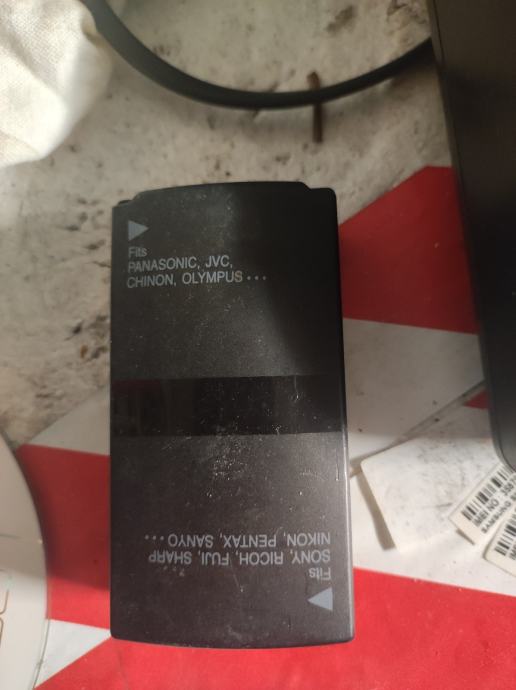 Fits
PANASONIC, JVC,
CHINON, OLYMPUS...
Fits
SONY, RICOH, FUJI, SHARP
NIKON, PENTAX, SANYO...